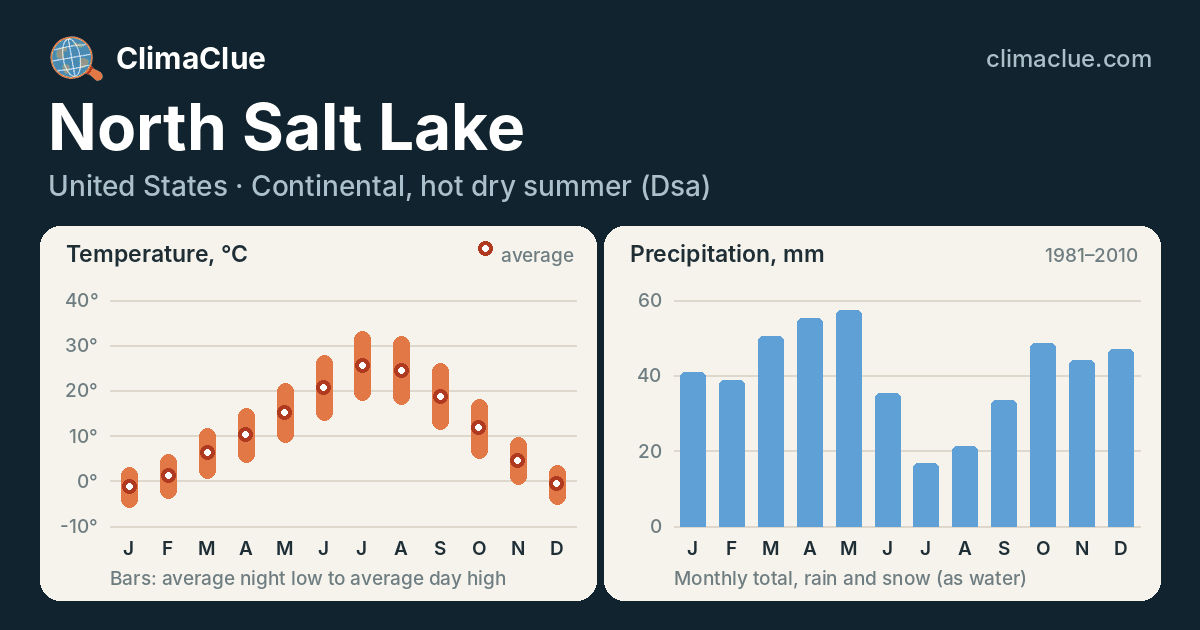 ClimaClue
climaclue.com
North Salt Lake
United States · Continental, hot dry summer (Dsa)
Temperature, °C
average
40°
30°
20°
10°
0°
-10°
J F M A M J J A S O N D
Bars: average night low to average day high
Precipitation, mm
1981–2010
60
40
20
0
J F M A M J J A S O N D
Monthly total, rain and snow (as water)